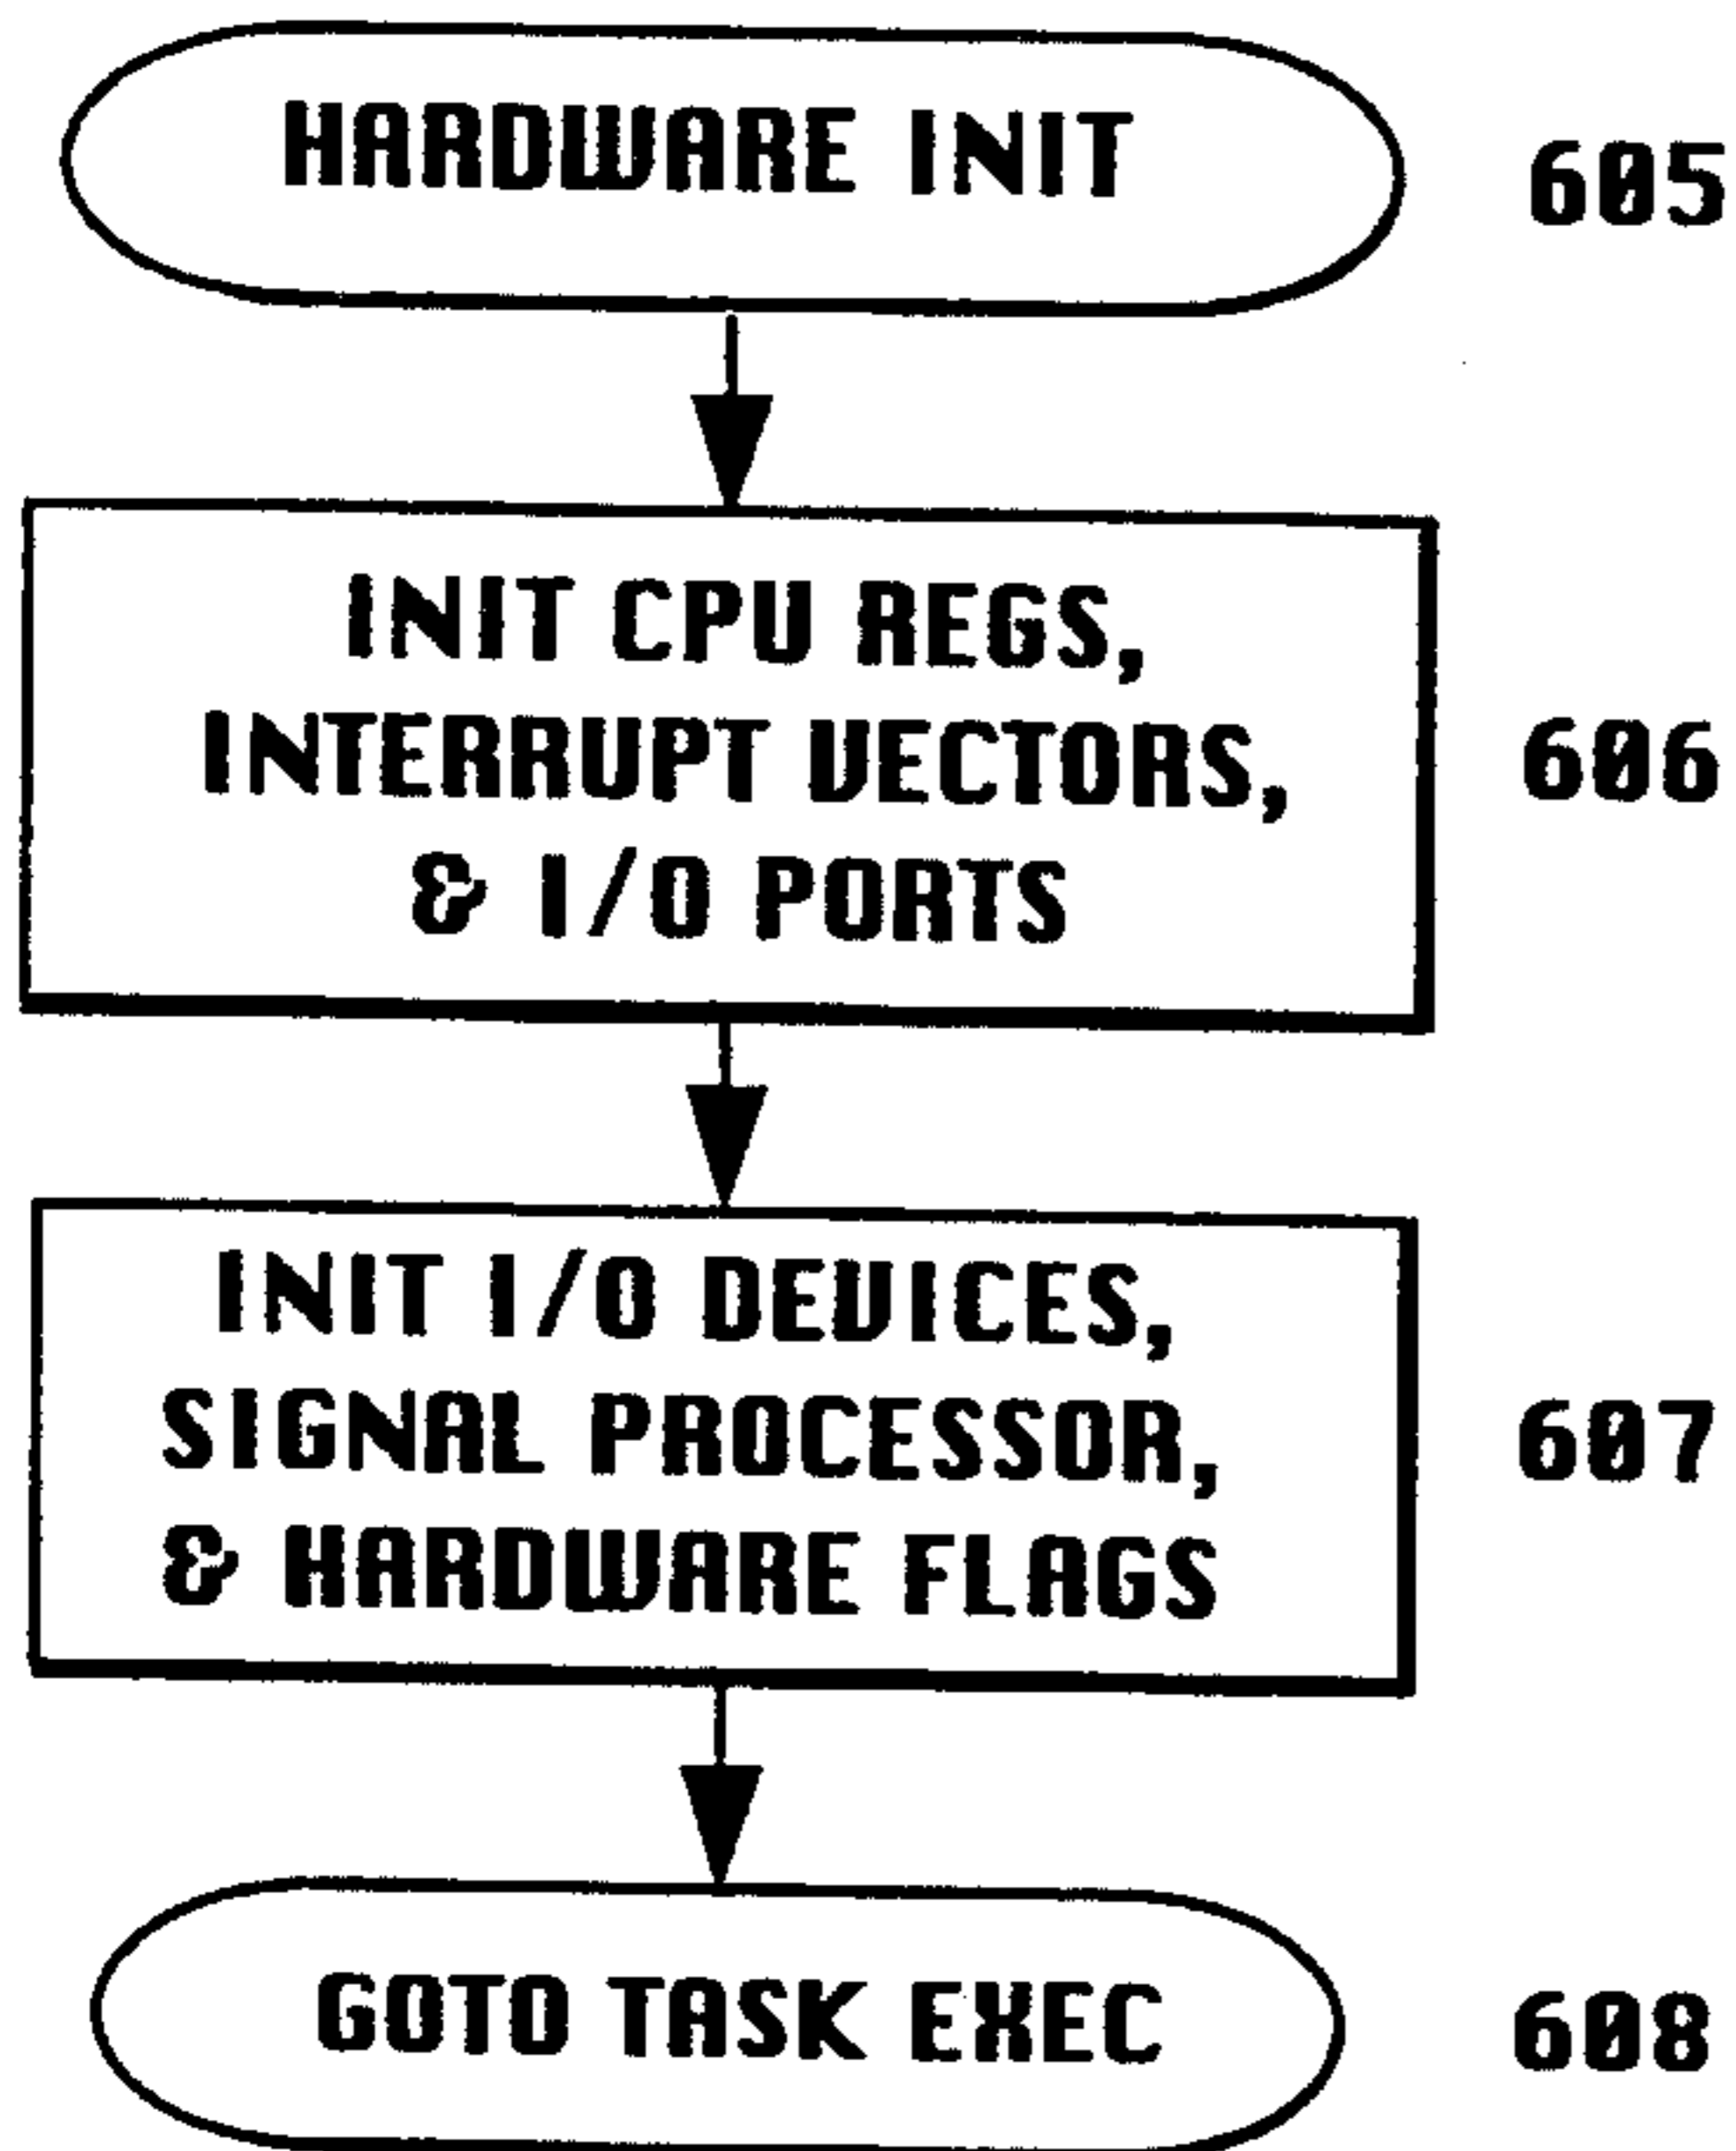 HARDWARE INIT
605
INIT CPU REGS,
INTERRUPT VECTORS,
& I/O PORTS
606
INIT I/O DEVICES,
SIGNAL PROCESSOR,
& HARDWARE FLAGS
607
GOTO TASK EXEC
608